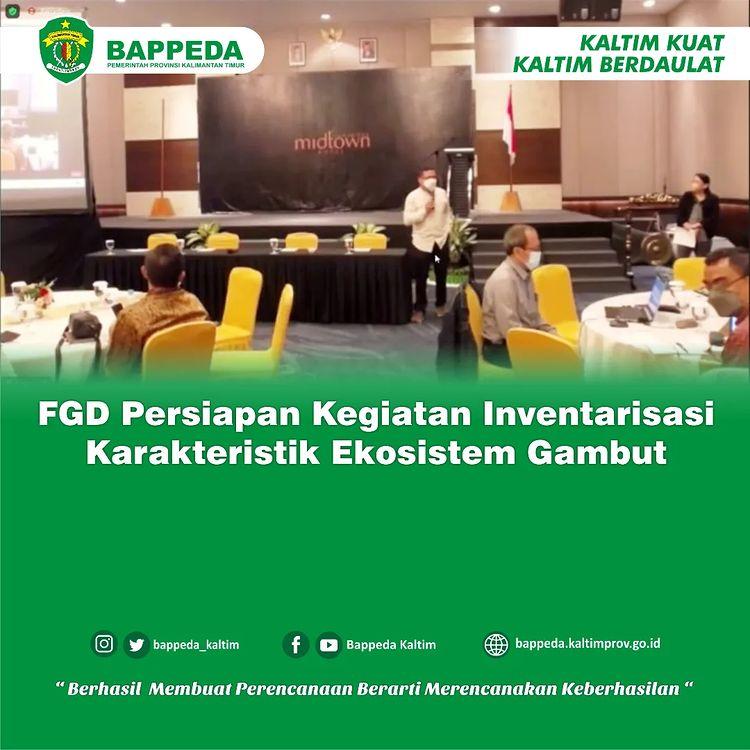 BAPPEDA
PEMERINTAH PROVINSI KALIMANTAN TIMUR
KALTIM KUAT
KALTIM BERDAULAT
midtown
HOTEL
FGD Persiapan Kegiatan Inventarisasi
Karakteristik Ekosistem Gambut
bappeda_kaltim
Bappeda Kaltim
bappeda.kaltimprov.go.id
“ Berhasil Membuat Perencanaan Berarti Merencanakan Keberhasilan “